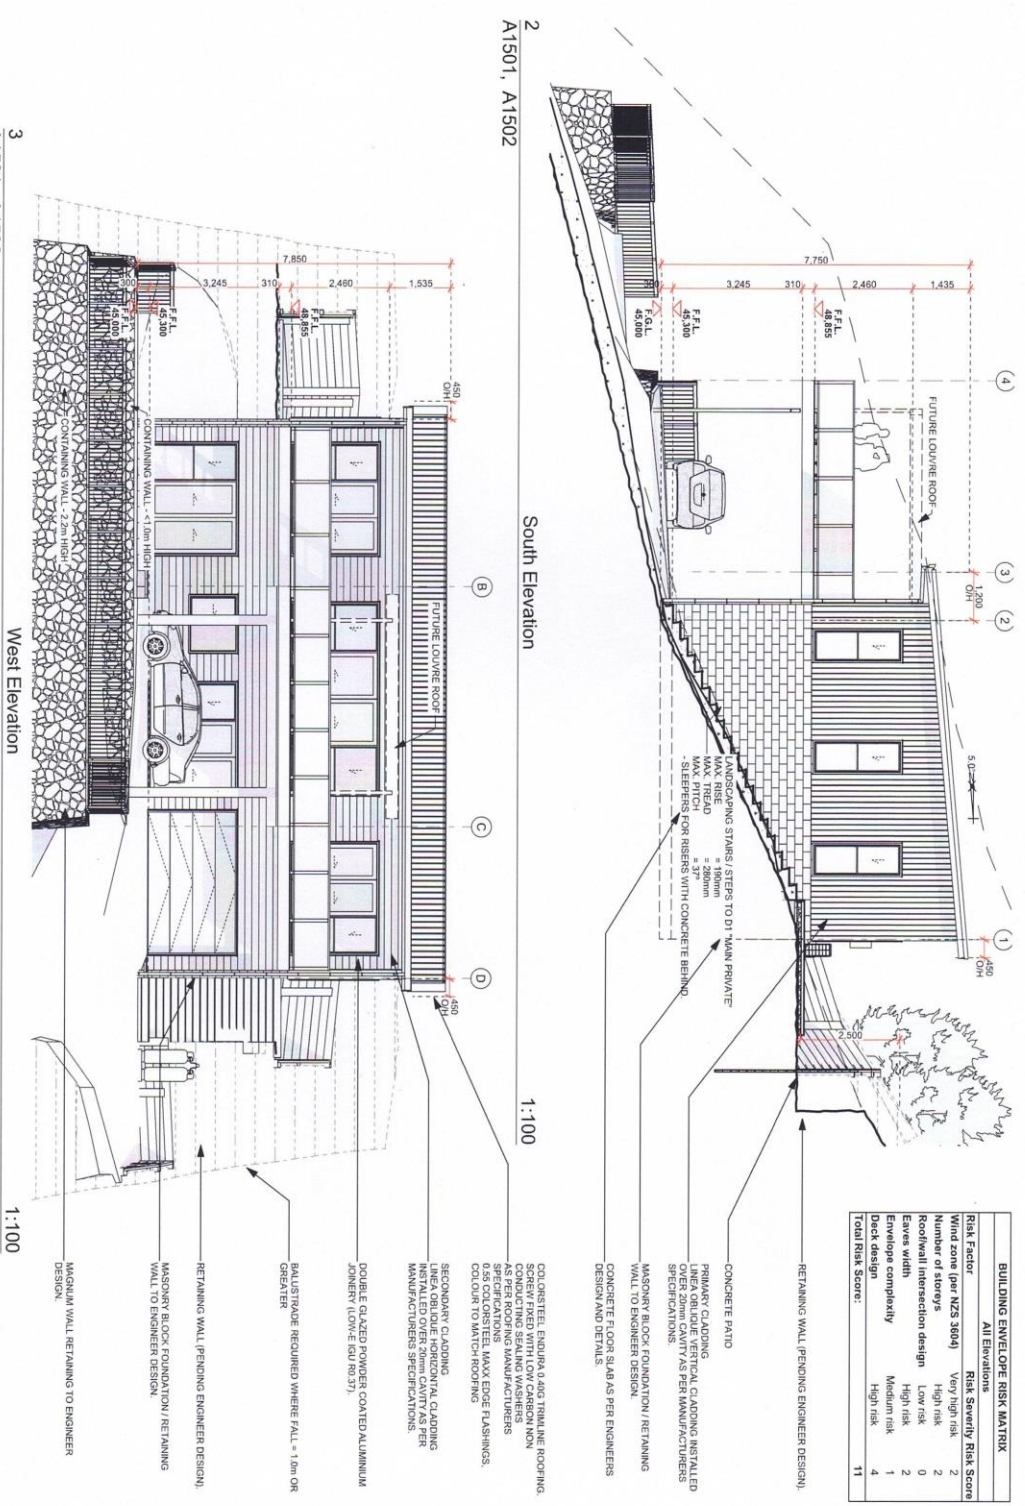 2
A1501, A1502
South Elevation
1:100
7,750
300
3,245
310
2,460
1,435
F.G.L.
45,000
F.F.L.
45,300
F.F.L.
48,855
4
3
2
1
FUTURE LOUVRE ROOF
1,200
O/H
450
O/H
5.0°
2,500
LANDSCAPING STAIRS / STEPS TO D1 "MAIN PRIVATE"
MAX. RISE = 190mm
MAX. TREAD = 280mm
MAX. PITCH = 37°
- SLEEPERS FOR RISERS WITH CONCRETE BEHIND.
BUILDING ENVELOPE RISK MATRIX
All Elevations
Risk Factor Risk Severity Risk Score
Wind zone (per NZS 3604) Very high risk 2
Number of storeys High risk 2
Roof/wall intersection design Low risk 0
Eaves width High risk 2
Envelope complexity Medium risk 1
Deck design High risk 4
Total Risk Score: 11
RETAINING WALL (PENDING ENGINEER DESIGN).
CONCRETE PATIO
PRIMARY CLADDING
LINEA OBLIQUE VERTICAL CLADDING INSTALLED
OVER 20mm CAVITY AS PER MANUFACTURERS
SPECIFICATIONS.
MASONRY BLOCK FOUNDATION / RETAINING
WALL TO ENGINEER DESIGN.
CONCRETE FLOOR SLAB AS PER ENGINEERS
DESIGN AND DETAILS.
3
West Elevation
1:100
7,850
300
3,245
310
2,460
1,535
F.F.L.
45,000
F.F.L.
45,300
F.F.L.
48,855
450
O/H
B
C
D
450
O/H
FUTURE LOUVRE ROOF
CONTAINING WALL - <1.0m HIGH
CONTAINING WALL - 2.2m HIGH
COLORSTEEL ENDURA 0.40G TRIMLINE ROOFING.
SCREW FIXED WITH LOW CARBON NON
CONDUCTING SEALING WASHERS
AS PER ROOFING MANUFACTURERS
SPECIFICATIONS
0.55 COLORSTEEL MAXX EDGE FLASHINGS,
COLOUR TO MATCH ROOFING
SECONDARY CLADDING
LINEA OBLIQUE HORIZONTAL CLADDING
INSTALLED OVER 20mm CAVITY AS PER
MANUFACTURERS SPECIFICATIONS.
DOUBLE GLAZED POWDER COATED ALUMINIUM
JOINERY (LOW-E IGU R0.37).
BALUSTRADE REQUIRED WHERE FALL = 1.0m OR
GREATER
RETAINING WALL (PENDING ENGINEER DESIGN).
MASONRY BLOCK FOUNDATION / RETAINING
WALL TO ENGINEER DESIGN.
MAGNUM WALL RETAINING TO ENGINEER
DESIGN.